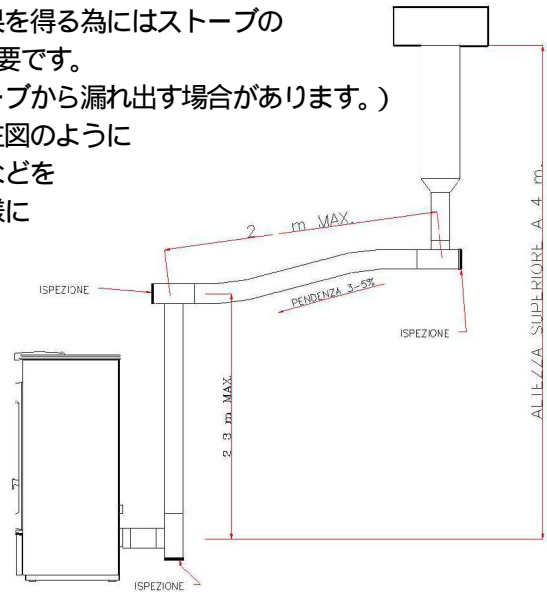 果を得る為にはストーブの
要です。
ーブから漏れ出す場合があります。)
左図のように
などを
様に
2 m MAX.
ISPEZIONE
PENDENZA 3-5%
ISPEZIONE
ALTEZZA SUPERIORE A 4 m.
2 3 m MAX.
ISPEZIONE